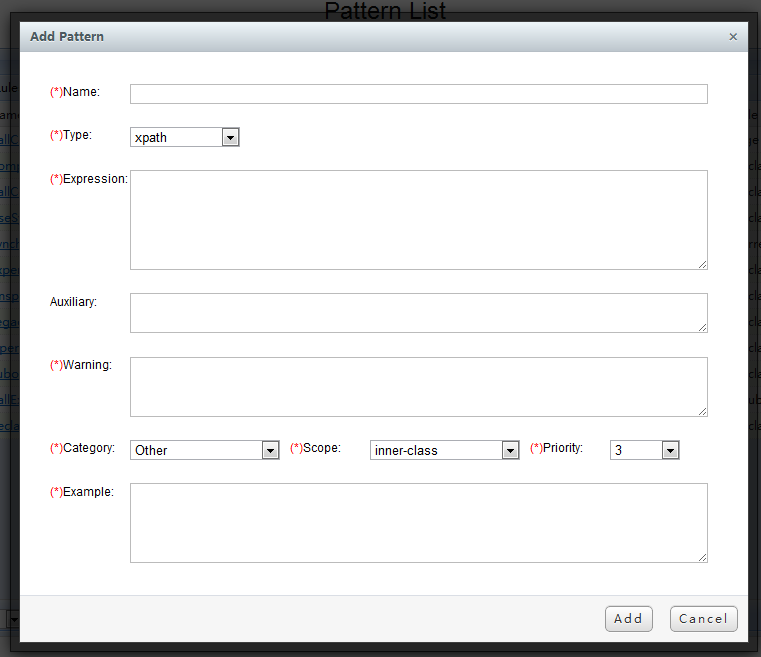 Pattern List
Add Pattern ×
(*)Name:
(*)Type: xpath
(*)Expression:
Auxiliary:
(*)Warning:
(*)Category: Other (*)Scope: inner-class (*)Priority: 3
(*)Example:
Add Cancel